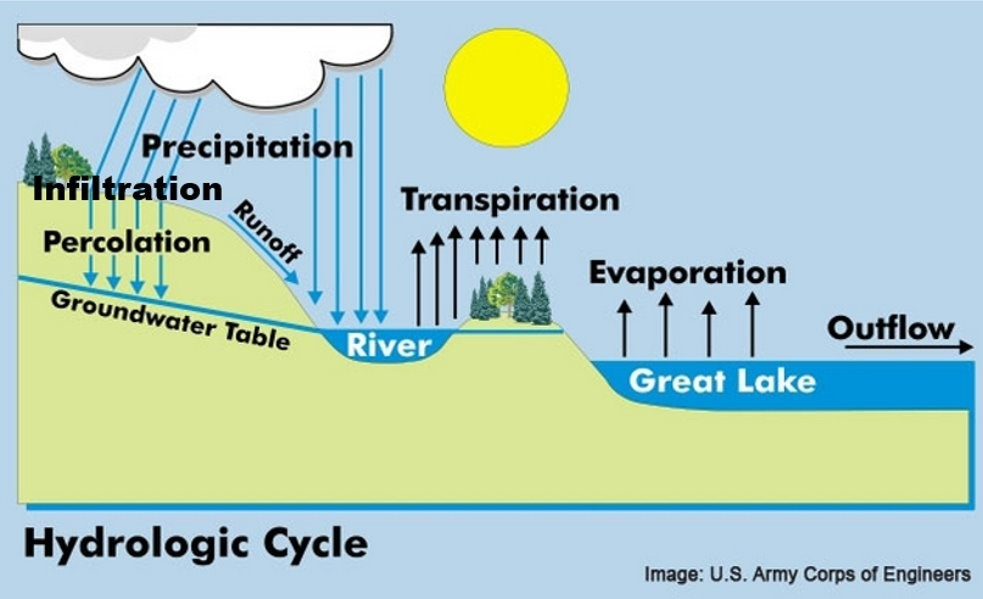 Precipitation
Infiltration
Transpiration
Runoff
Percolation
Evaporation
Groundwater Table
River
Outflow
Great Lake
Hydrologic Cycle
Image: U.S. Army Corps of Engineers